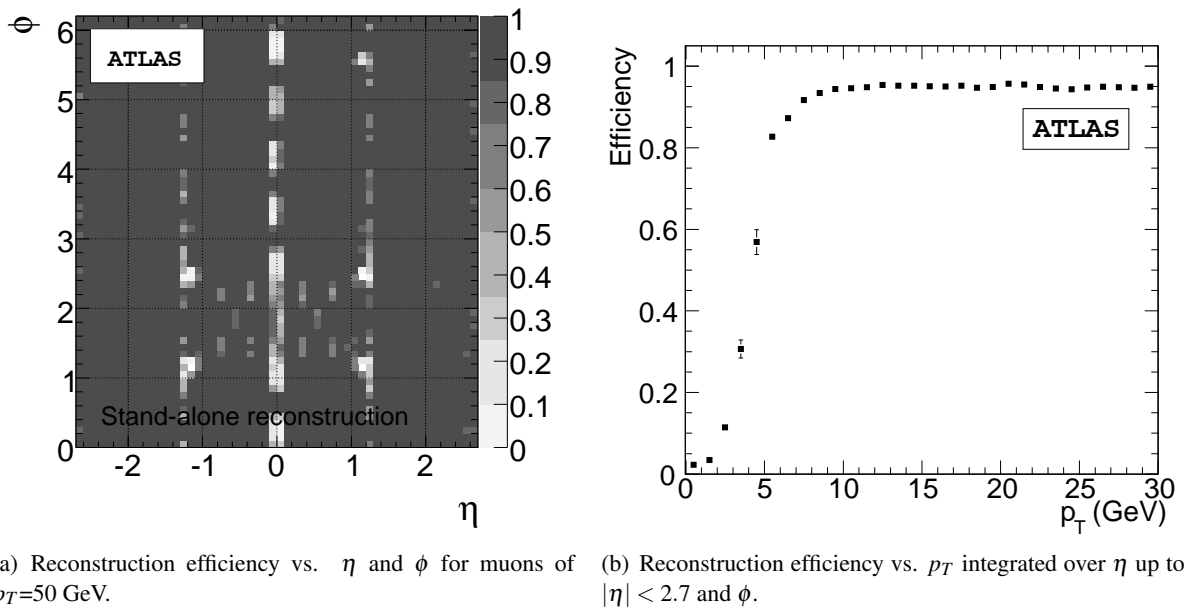 ϕ
6
5
4
3
2
1
0
ATLAS
Stand-alone reconstruction
-2 -1 0 1 2
η
1
0.9
0.8
0.7
0.6
0.5
0.4
0.3
0.2
0.1
0
Efficiency
1
0.8
0.6
0.4
0.2
0
ATLAS
0 5 10 15 20 25 30
p_T (GeV)
a) Reconstruction efficiency vs. η and ϕ for muons of
p_T=50 GeV.
(b) Reconstruction efficiency vs. p_T integrated over η up to
|η| < 2.7 and ϕ.